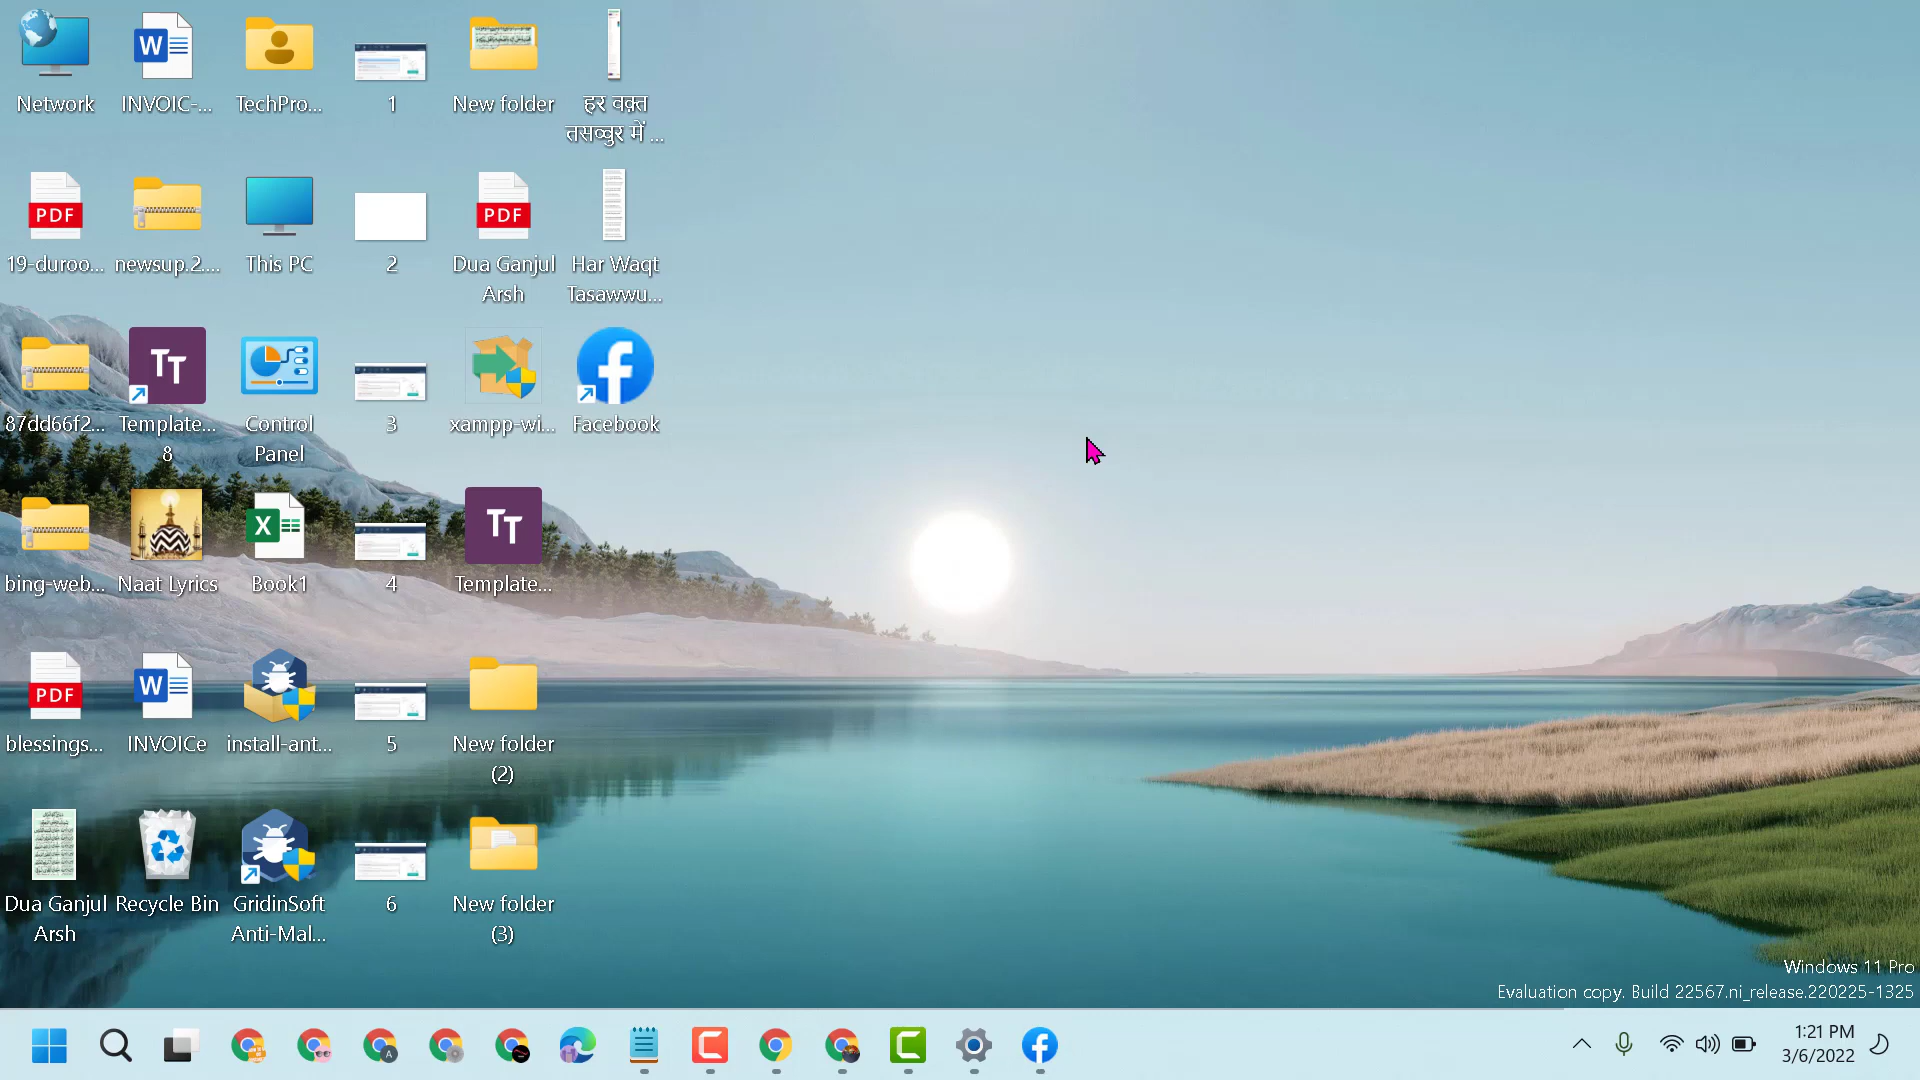 Network
INVOIC-...
TechPro...
1
New folder
हर वक़्त
तसव्वुर में ...
PDF
19-duroo...
newsup.2....
This PC
2
PDF
Dua Ganjul
Arsh
Har Waqt
Tasawwu...
87dd66f2...
TT
Template...
8
Control
Panel
3
xampp-wi...
Facebook
bing-web...
Naat Lyrics
Book1
4
TT
Template...
PDF
blessings...
INVOICe
install-ant...
5
New folder
(2)
Dua Ganjul
Arsh
Recycle Bin
GridinSoft
Anti-Mal...
6
New folder
(3)
Windows 11 Pro
Evaluation copy. Build 22567.ni_release.220225-1325
1:21 PM
3/6/2022